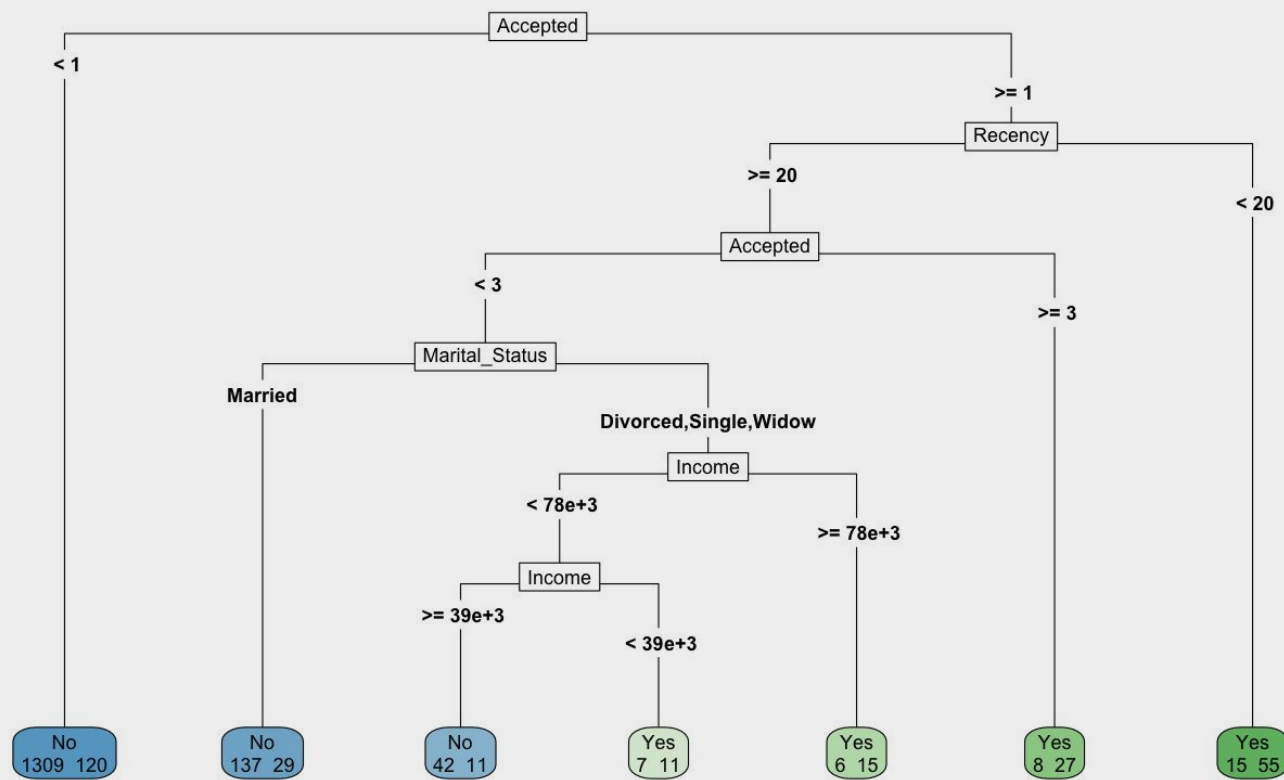 Accepted
< 1
>= 1
Recency
>= 20
< 20
Accepted
< 3
>= 3
Marital_Status
Married
Divorced,Single,Widow
Income
< 78e+3
>= 78e+3
Income
>= 39e+3
< 39e+3
No
1309 120
No
137 29
No
42 11
Yes
7 11
Yes
6 15
Yes
8 27
Yes
15 55